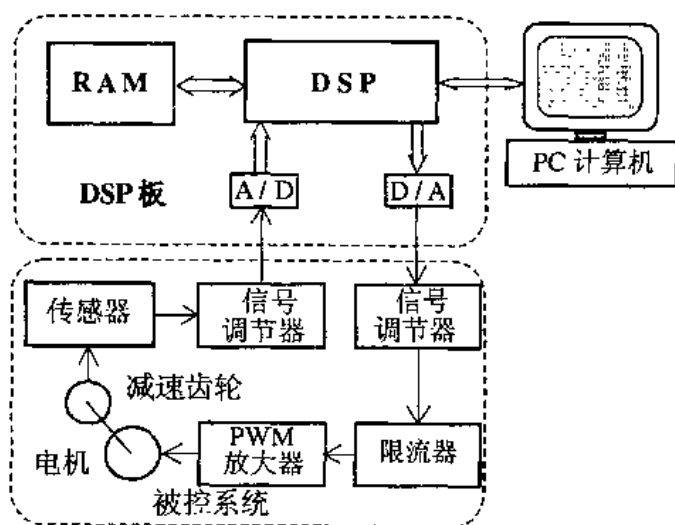 RAM
DSP
PC 计算机
DSP 板
A / D
D / A
传感器
信号
调节器
信号
调节器
减速齿轮
电机
PWM
放大器
限流器
被控系统